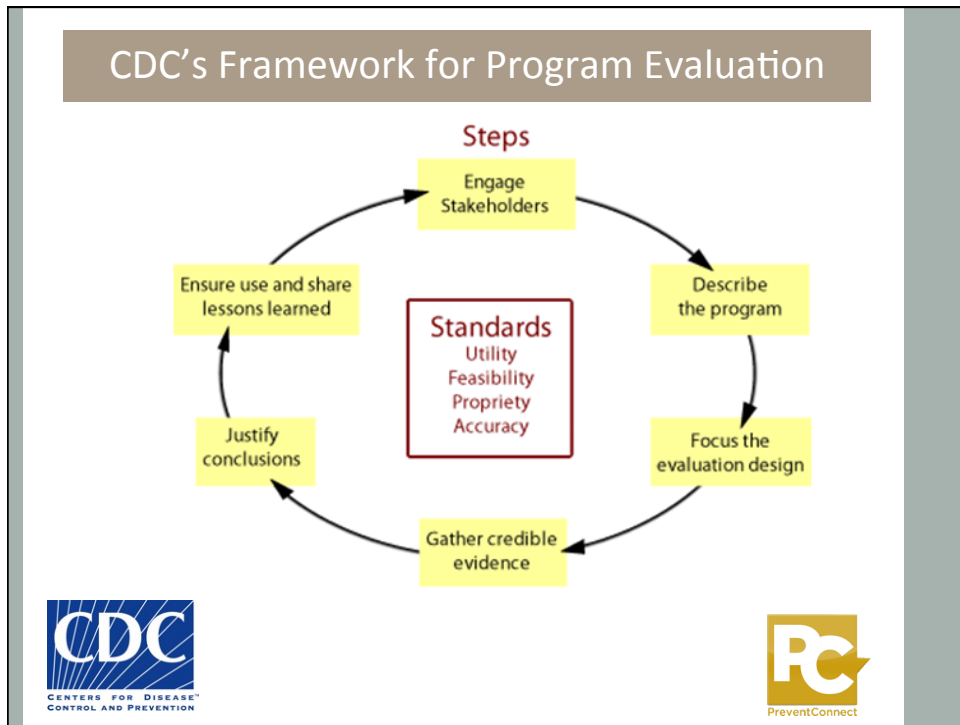 CDC's Framework for Program Evaluation
Steps
Engage
Stakeholders
Describe
the program
Focus the
evaluation design
Gather credible
evidence
Justify
conclusions
Ensure use and share
lessons learned
Standards
Utility
Feasibility
Propriety
Accuracy
CDC
CENTERS FOR DISEASE™
CONTROL AND PREVENTION
PC
PreventConnect